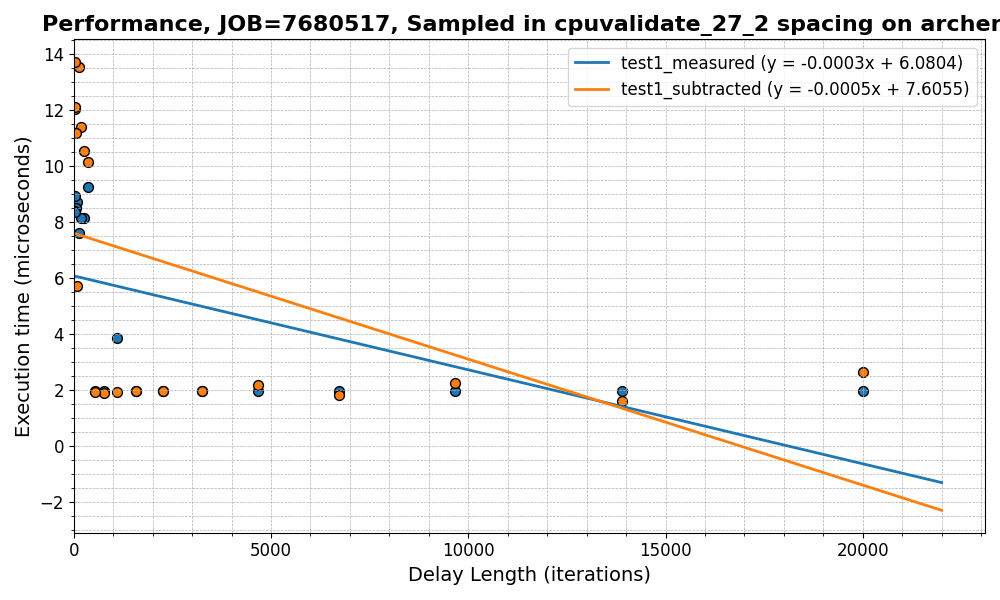 Performance, JOB=7680517, Sampled in cpuvalidate_27_2 spacing on archer
test1_measured (y = -0.0003x + 6.0804)
test1_subtracted (y = -0.0005x + 7.6055)
Execution time (microseconds)
14
12
10
8
6
4
2
0
−2
0 5000 10000 15000 20000
Delay Length (iterations)